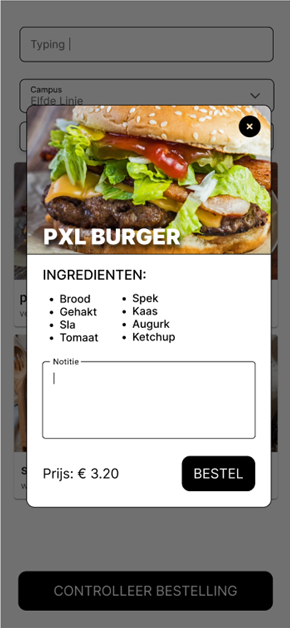 Typing |
Campus
Elfde Linie
PXL BURGER
INGREDIENTEN:
• Brood
• Gehakt
• Sla
• Tomaat
• Spek
• Kaas
• Augurk
• Ketchup
Notitie
Prijs: € 3.20
BESTEL
CONTROLLEER BESTELLING